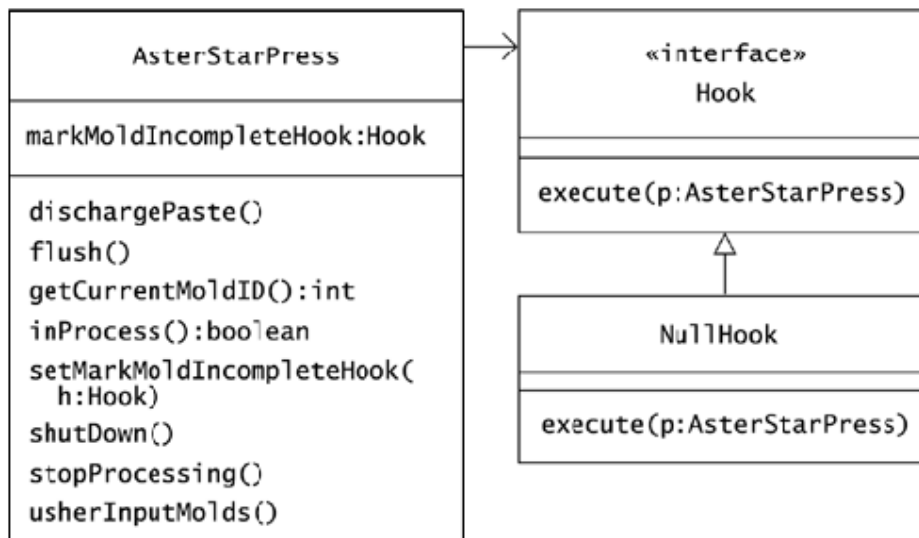 AsterStarPress
markMoldIncompleteHook:Hook
dischargePaste()
flush()
getCurrentMoldID():int
inProcess():boolean
setMarkMoldIncompleteHook(
h:Hook)
shutDown()
stopProcessing()
usherInputMolds()
«interface»
Hook
execute(p:AsterStarPress)
NullHook
execute(p:AsterStarPress)